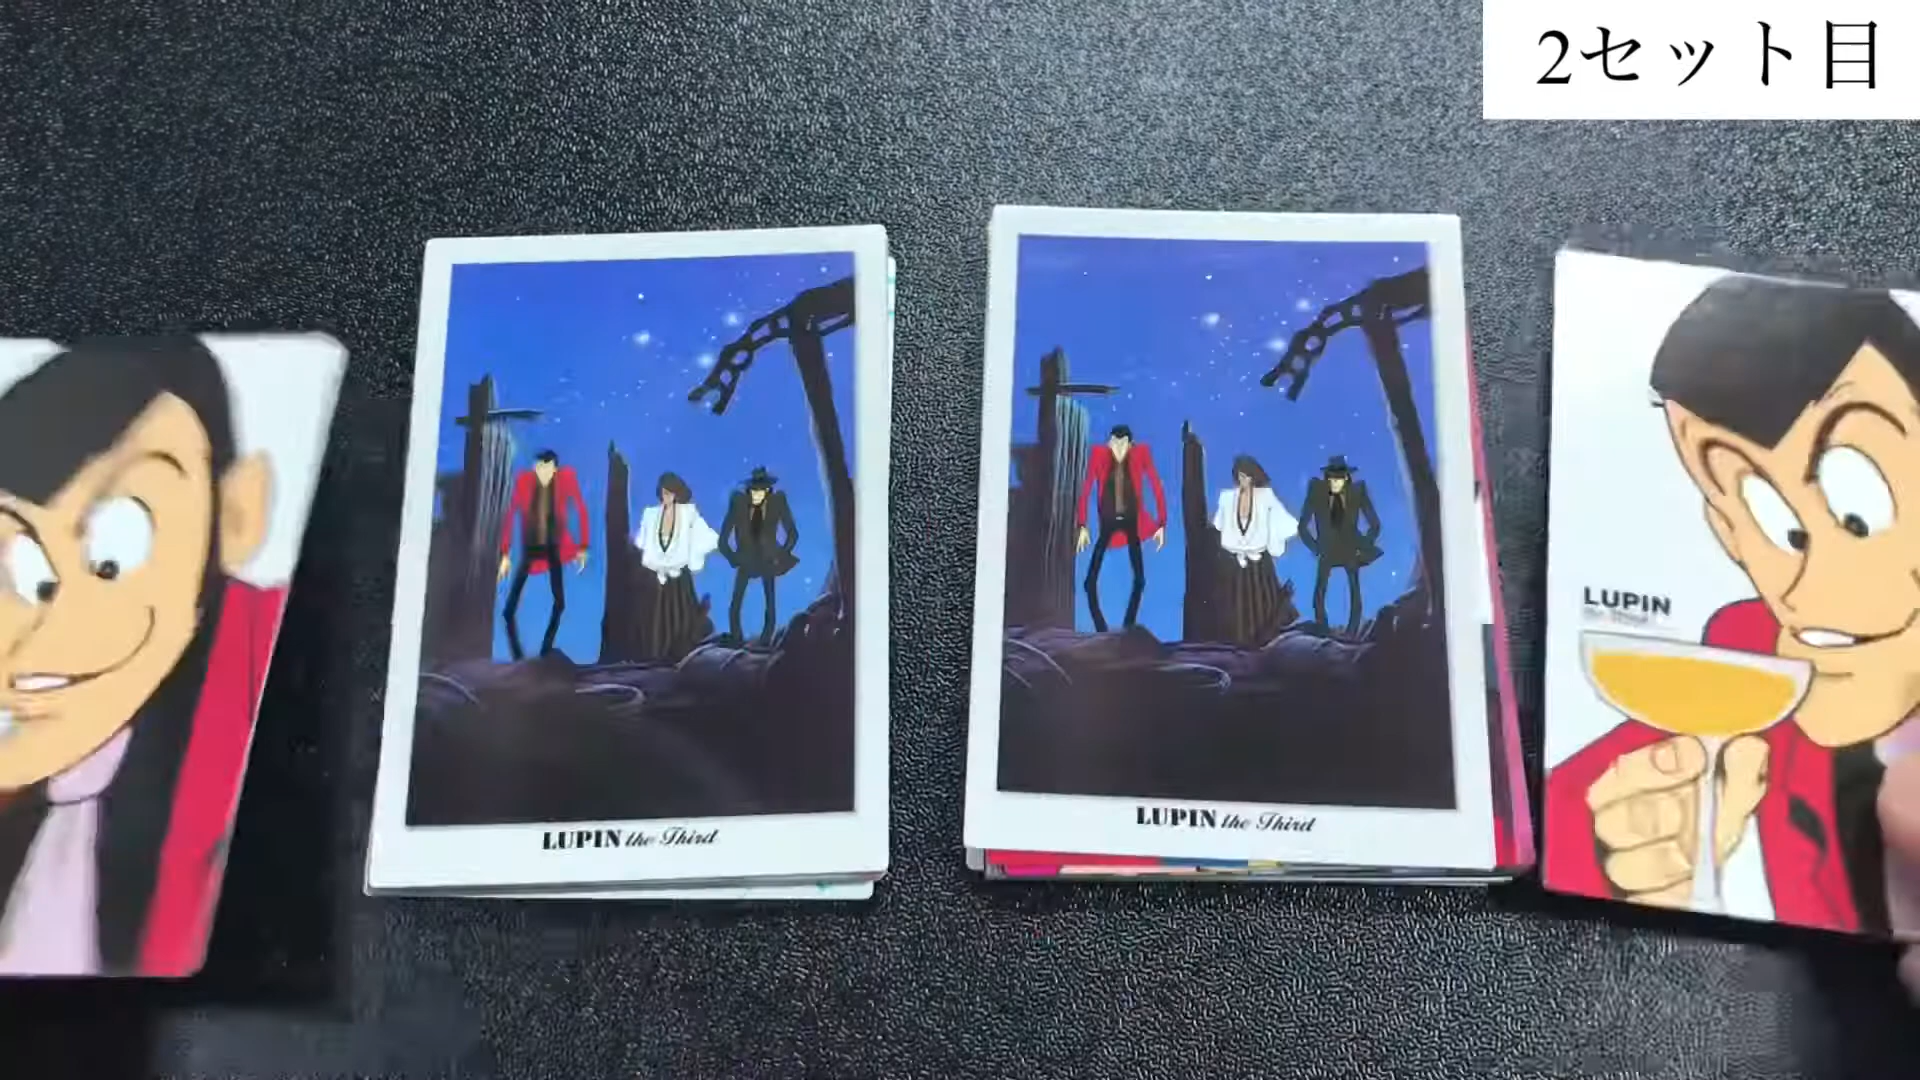 2セット目
LUPIN the Third
LUPIN the Third
LUPIN